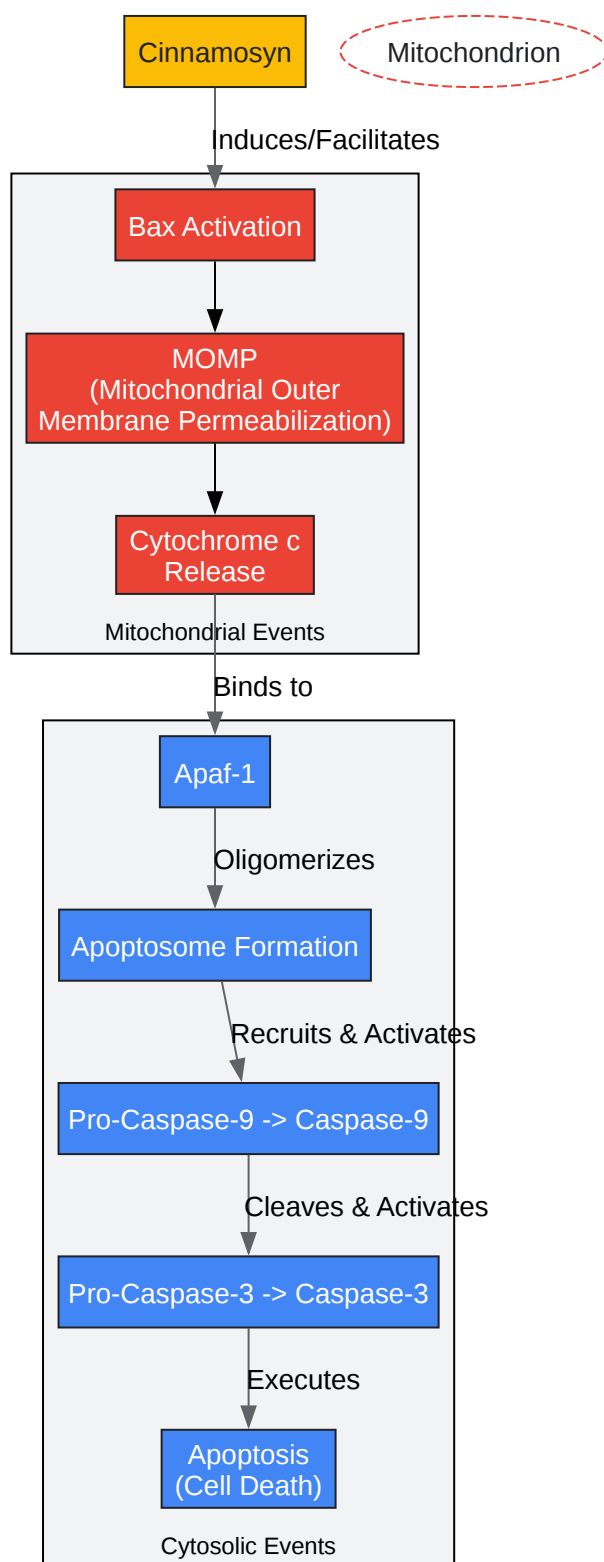 Cinnamosyn
Mitochondrion
Induces/Facilitates
Bax Activation
MOMP
(Mitochondrial Outer
Membrane Permeabilization)
Cytochrome c
Release
Mitochondrial Events
Binds to
Apaf-1
Oligomerizes
Apoptosome Formation
Recruits & Activates
Pro-Caspase-9 -> Caspase-9
Cleaves & Activates
Pro-Caspase-3 -> Caspase-3
Executes
Apoptosis
(Cell Death)
Cytosolic Events